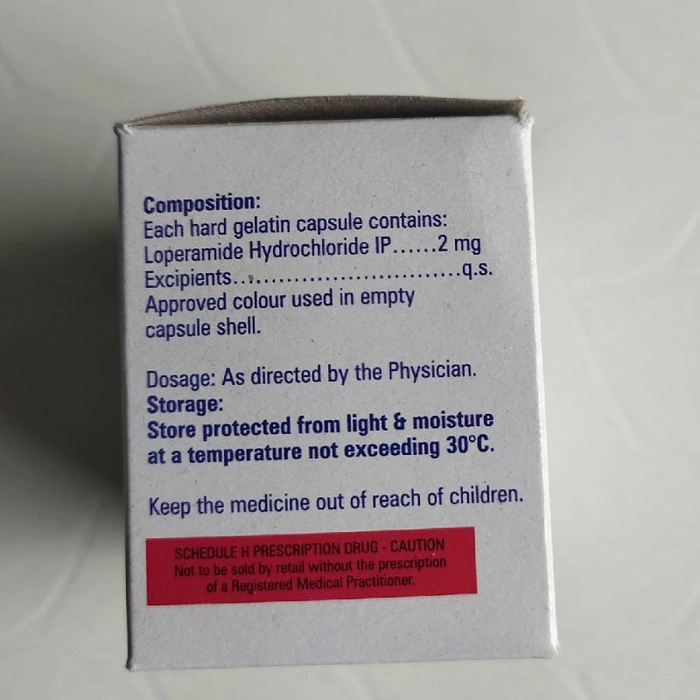 Composition:
Each hard gelatin capsule contains:
Loperamide Hydrochloride IP......2 mg
Excipients..............................q.s.
Approved colour used in empty
capsule shell.
Dosage: As directed by the Physician.
Storage:
Store protected from light & moisture
at a temperature not exceeding 30°C.
Keep the medicine out of reach of children.
SCHEDULE H PRESCRIPTION DRUG - CAUTION
Not to be sold by retail without the prescription
of a Registered Medical Practitioner.